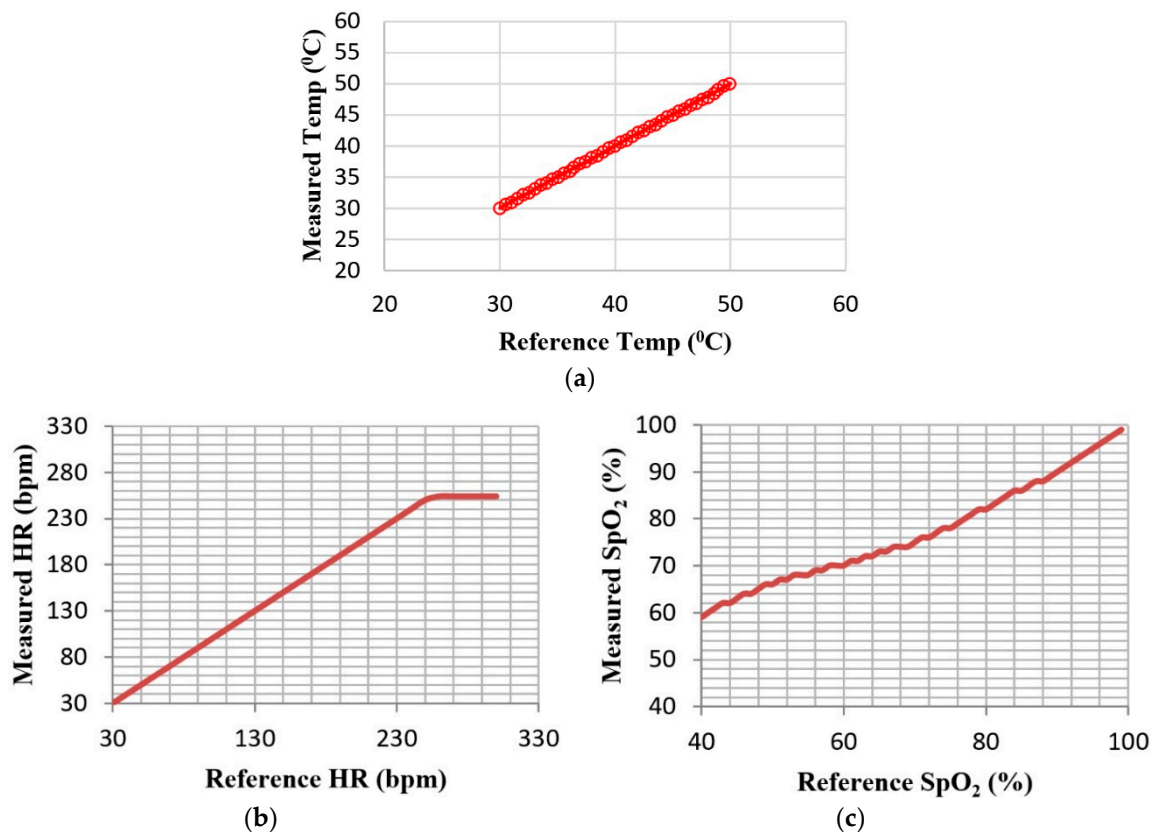 60
55
50
45
40
35
30
25
20
Measured Temp (⁰C)
20 30 40 50 60
Reference Temp (⁰C)
(a)
330
280
230
180
130
80
30
Measured HR (bpm)
30 130 230 330
Reference HR (bpm)
(b)
100
90
80
70
60
50
40
Measured SpO₂ (%)
40 60 80 100
Reference SpO₂ (%)
(c)